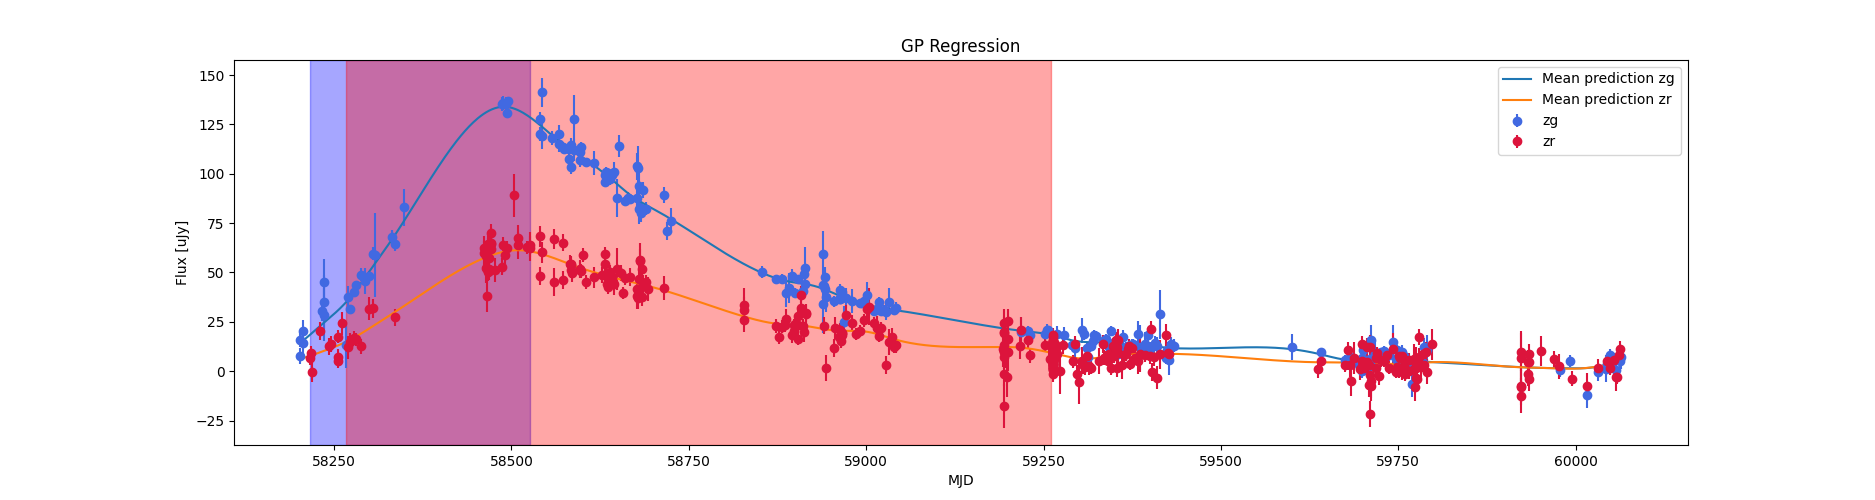 GP Regression
150
125
100
75
50
25
0
−25
Flux [uJy]
58250
58500
58750
59000
59250
59500
59750
60000
MJD
Mean prediction zg
Mean prediction zr
zg
zr